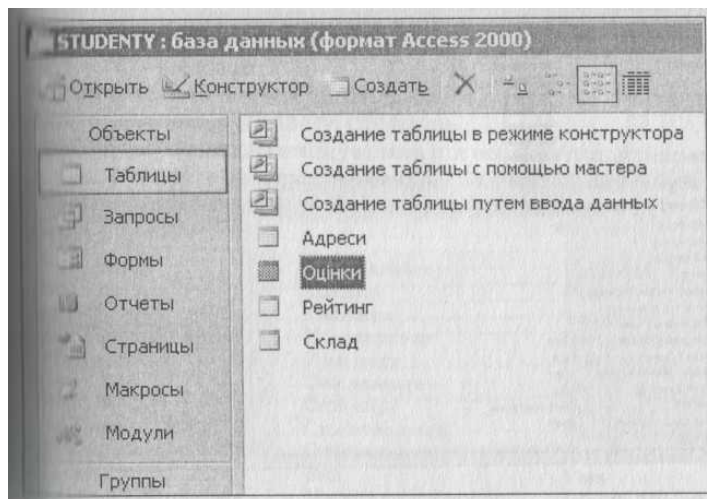 STUDENTY : база данных (формат Access 2000)
Открыть Конструктор Создать
Объекты
Таблицы
Запросы
Формы
Отчеты
Страницы
Макросы
Модули
Группы
Создание таблицы в режиме конструктора
Создание таблицы с помощью мастера
Создание таблицы путем ввода данных
Адреси
Оцінки
Рейтинг
Склад